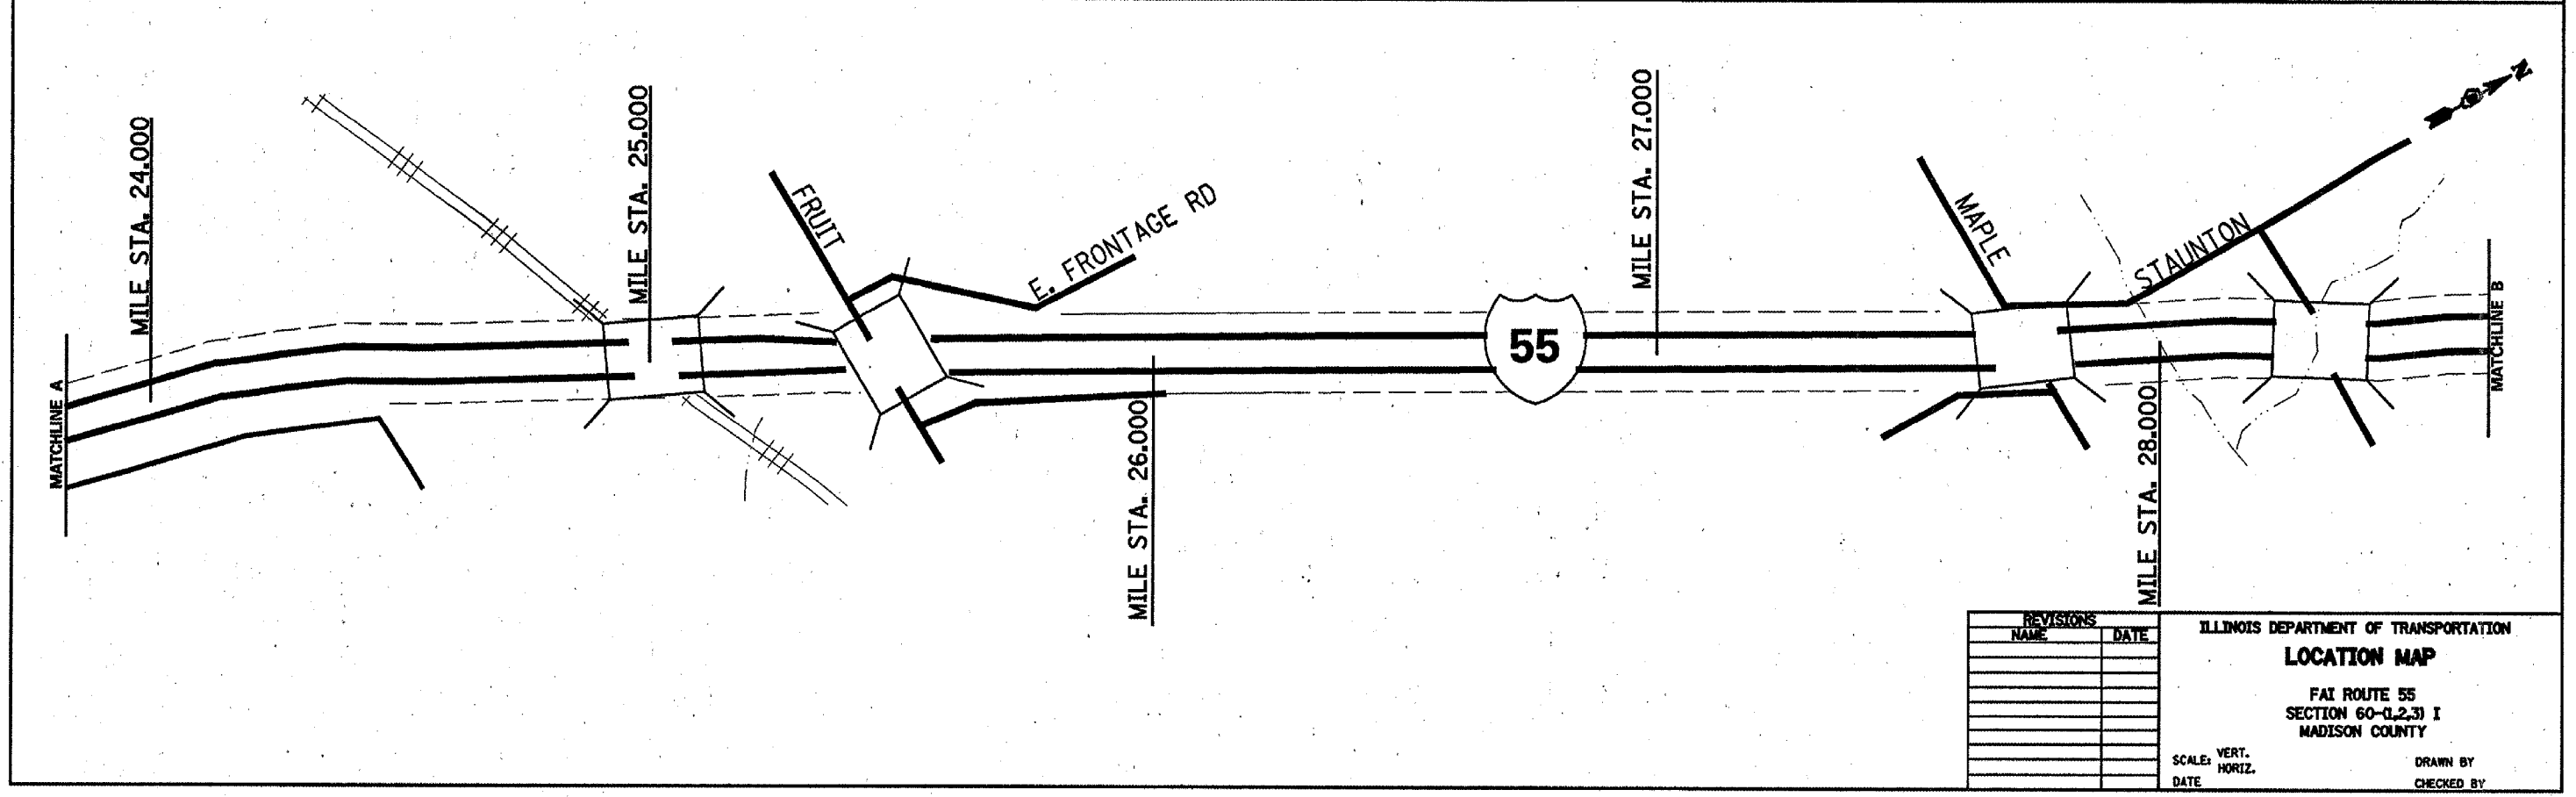 MATCHLINE A
MILE STA. 24.000
MILE STA. 25.000
FRUIT
E. FRONTAGE RD
MILE STA. 26.000
55
MILE STA. 27.000
MAPLE
STAUNTON
MILE STA. 28.000
N
MATCHLINE B
REVISIONS
NAME DATE
ILLINOIS DEPARTMENT OF TRANSPORTATION
LOCATION MAP
FAI ROUTE 55
SECTION 60-(1,2,3) I
MADISON COUNTY
SCALE: VERT.
HORIZ.
DATE
DRAWN BY
CHECKED BY